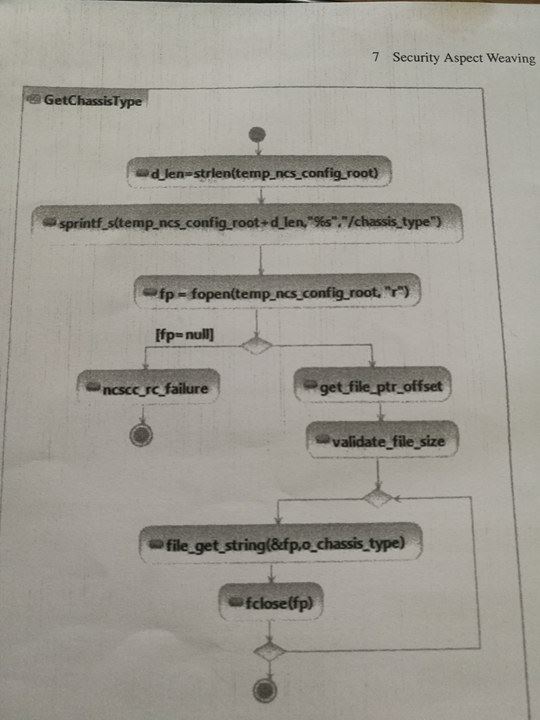 7 Security Aspect Weaving
GetChassisType
d_len=strlen(temp_ncs_config_root)
sprintf_s(temp_ncs_config_root+d_len,"%s","/chassis_type")
fp = fopen(temp_ncs_config_root, "r")
[fp=null]
ncscc_rc_failure
get_file_ptr_offset
validate_file_size
file_get_string(&fp,o_chassis_type)
fclose(fp)